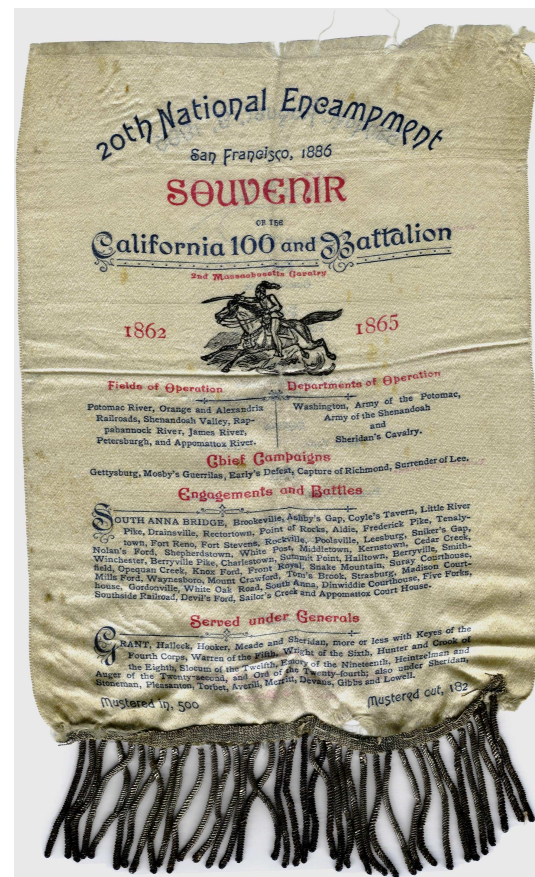 20th National Encampment
San Francisco, 1886
SOUVENIR
OF THE
California 100 and Battalion
2nd Massachusetts Cavalry
1862 1865
Fields of Operation
Potomac River, Orange and Alexandria
Railroads, Shenandoah Valley, Rap-
pahannock River, James River,
Petersburgh, and Appomattox River.
Departments of Operation
Washington, Army of the Potomac,
Army of the Shenandoah
and
Sheridan's Cavalry.
Chief Campaigns
Gettysburg, Mosby's Guerrilas, Early's Defeat, Capture of Richmond, Surrender of Lee.
Engagements and Battles
SOUTH ANNA BRIDGE, Brookeville, Ashby's Gap, Coyle's Tavern, Little River
Pike, Drainsville, Rectortown, Point of Rocks, Aldie, Frederick Pike, Tenaly-
town, Fort Reno, Fort Stevens, Rockville, Poolsville, Leesburg, Sniker's Gap,
Nolan's Ford, Shepherdstown, White Post, Middletown, Kernstown, Cedar Creek,
Winchester, Berryville Pike, Charlestown, Summit Point, Halltown, Berryville, Smith-
field, Opequan Creek, Knox Ford, Front Royal, Snake Mountain, Suray Courthouse,
Mills Ford, Waynesboro, Mount Crawford, Tom's Brook, Strasburg, Madison Court-
house, Gordonville, White Oak Road, South Anna, Dinwiddie Courthouse, Five Forks,
Southside Railroad, Devil's Ford, Sailor's Creek and Appomattox Court House.
Served under Generals
GRANT, Halleck, Hooker, Meade and Sheridan, more or less with Keyes of the
Fourth Corps, Warren of the Fifth, Wright of the Sixth, Hunter and Crook of
the Eighth, Slocum of the Twelfth, Emory of the Nineteenth, Heintzelman and
Auger of the Twenty-second, and Ord of the Twenty-fourth; also under Sheridan,
Stoneman, Pleasanton, Torbet, Averill, Merritt, Devans, Gibbs and Lowell.
Mustered in, 500 Mustered out, 182